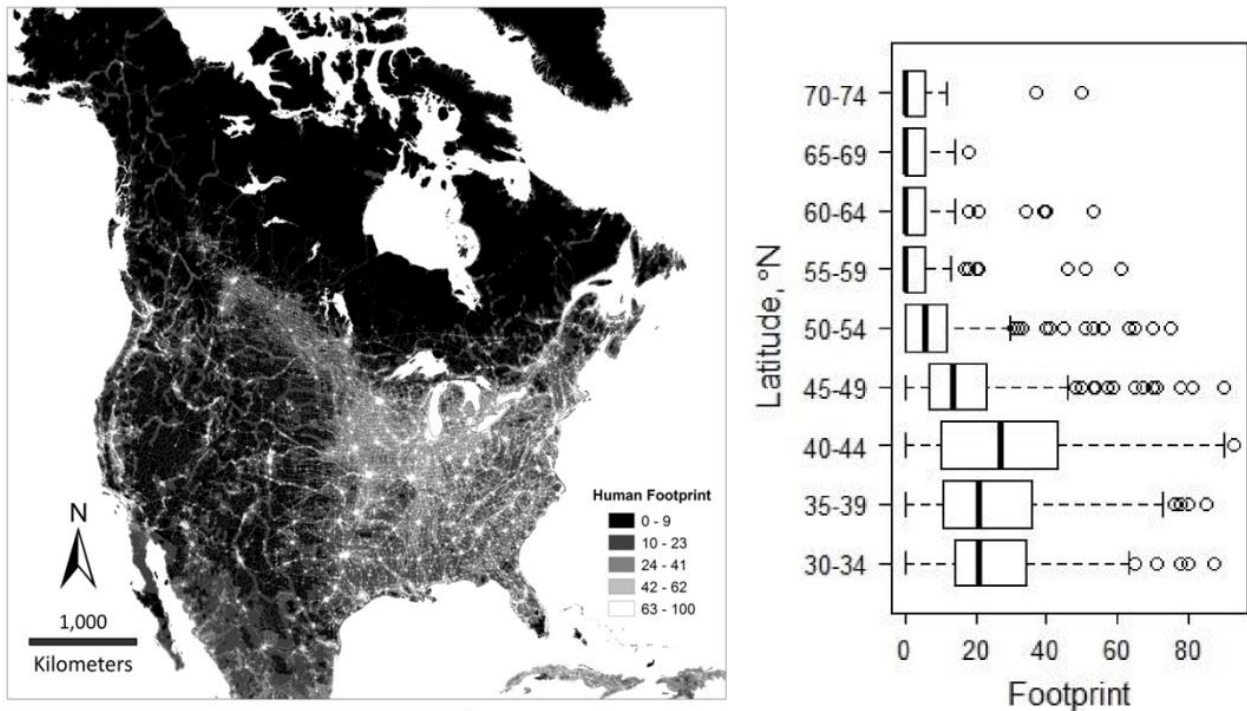 Human Footprint
0 - 9
10 - 23
24 - 41
42 - 62
63 - 100
N
1,000
Kilometers
Latitude, °N
70-74
65-69
60-64
55-59
50-54
45-49
40-44
35-39
30-34
0 20 40 60 80
Footprint